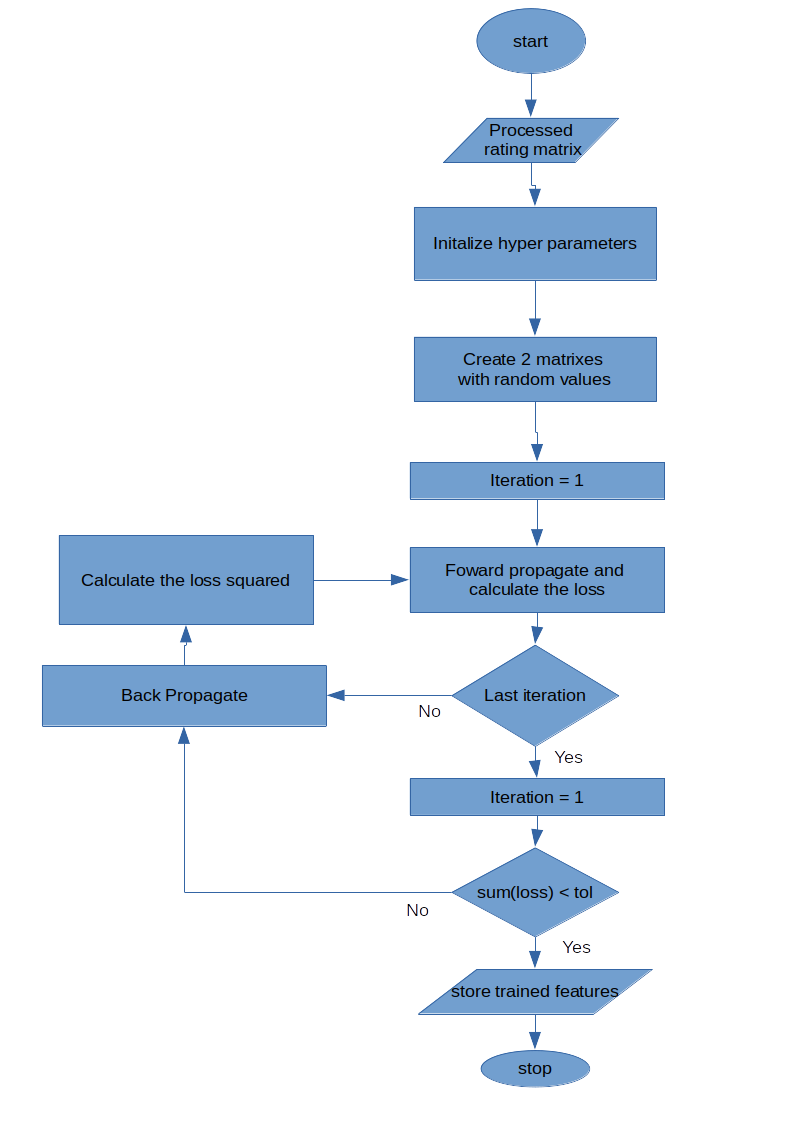 start
Processed
rating matrix
Initalize hyper parameters
Create 2 matrixes
with random values
Iteration = 1
Calculate the loss squared
Foward propagate and
calculate the loss
Back Propagate
Last iteration
No
Yes
Iteration = 1
sum(loss) < tol
No
Yes
store trained features
stop